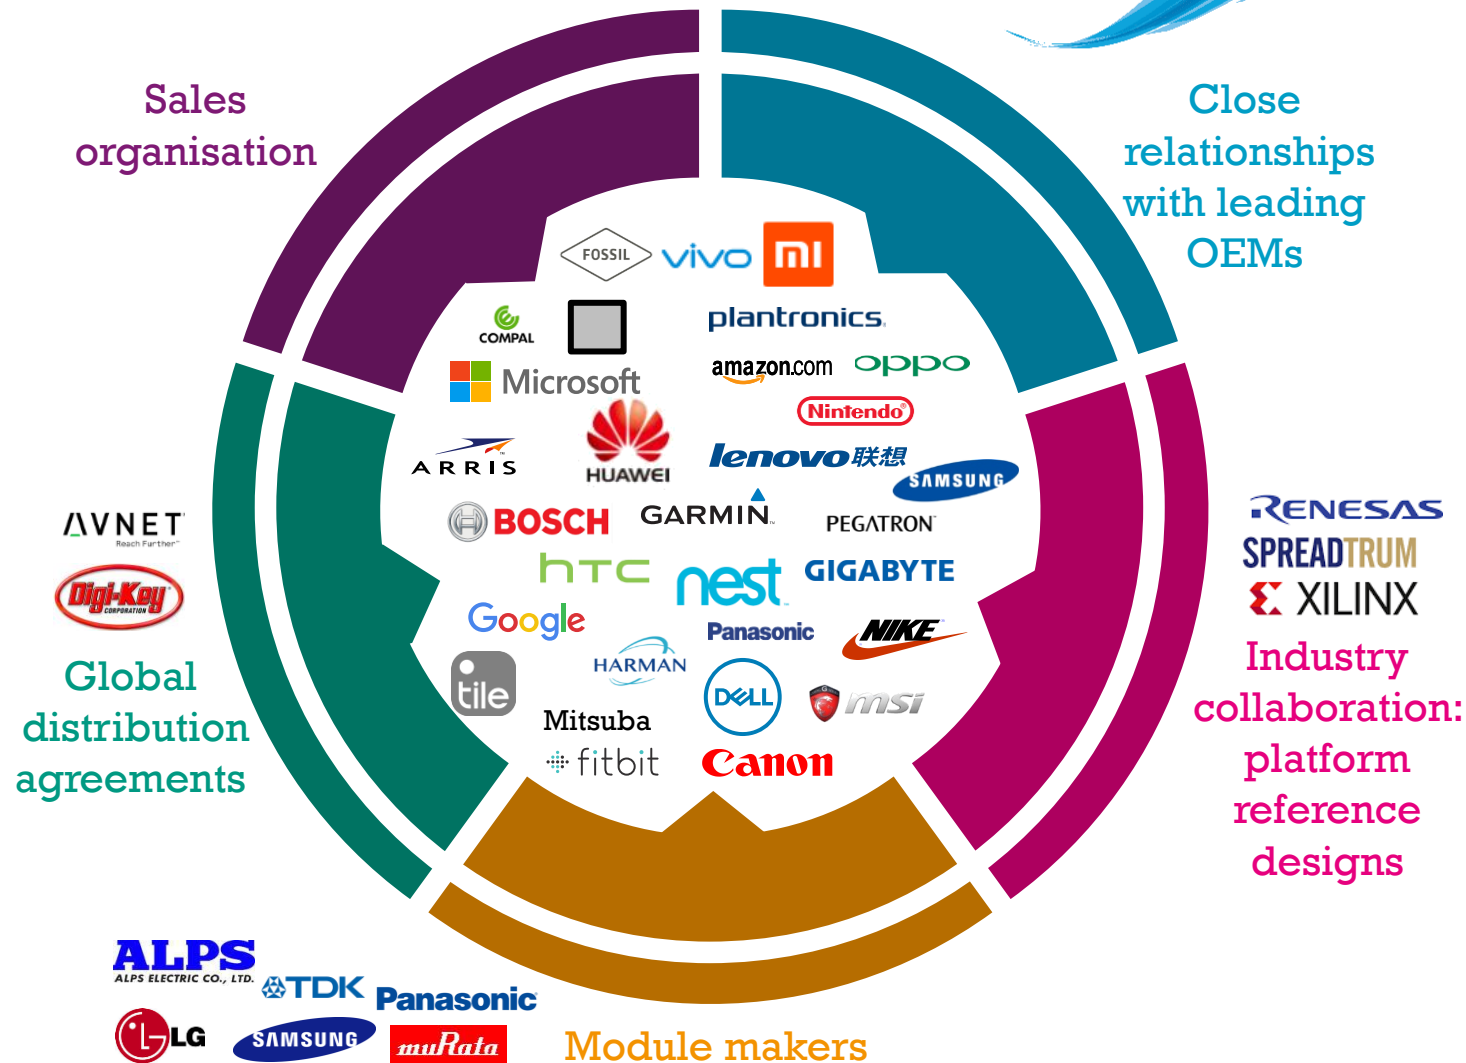 Sales
organisation
Close
relationships
with leading
OEMs
FOSSIL
vivo
mi
COMPAL
plantronics.
Microsoft
amazon.com
oppo
Nintendo®
ARRIS
HUAWEI
lenovo联想
SAMSUNG
BOSCH
GARMIN™
PEGATRON
hTC
nest™
GIGABYTE
Google
HARMAN
Panasonic
NIKE
tile
DELL
msi
Mitsuba
fitbit
Canon
AVNET
Reach Further™
Digi-Key®
CORPORATION
Global
distribution
agreements
RENESAS
SPREADTRUM
XILINX
Industry
collaboration:
platform
reference
designs
ALPS
ALPS ELECTRIC CO., LTD.
TDK
Panasonic
LG
SAMSUNG
muRata
Module makers